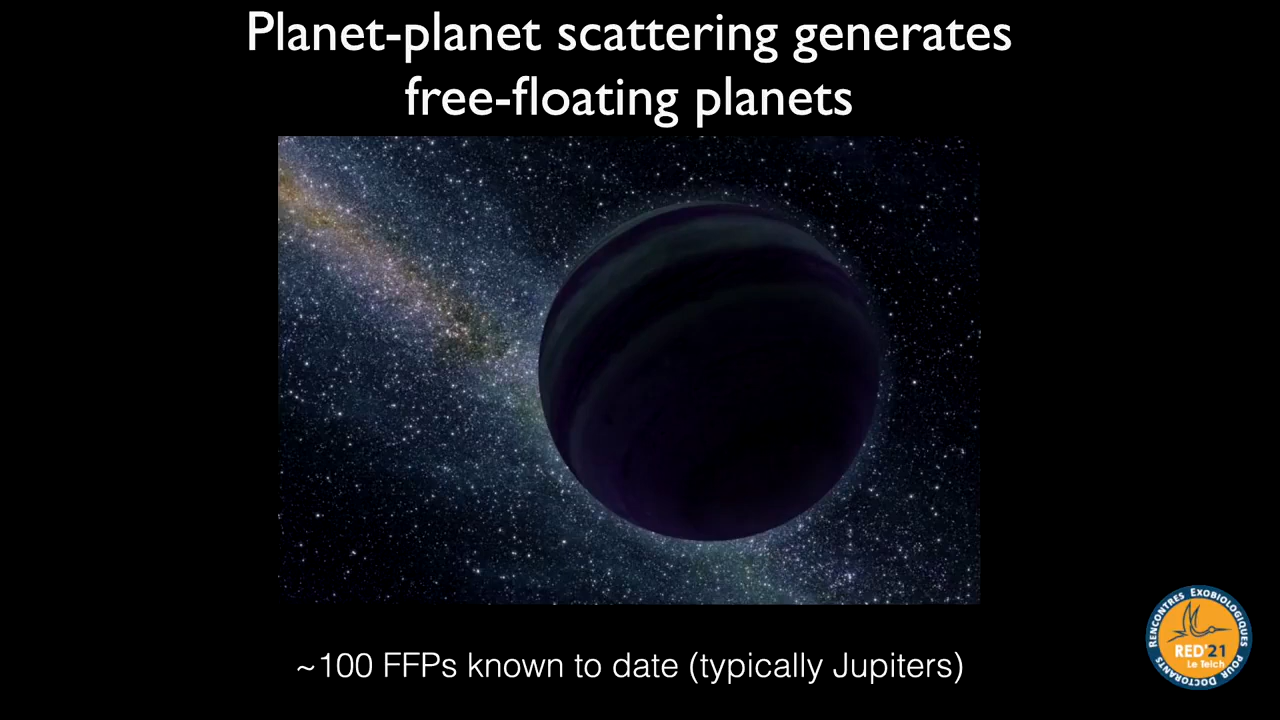 Planet-planet scattering generates
free-floating planets
~100 FFPs known to date (typically Jupiters)
RENCONTRES EXOBIOLOGIQUES POUR DOCTORANTS
RED'21
Le Teich